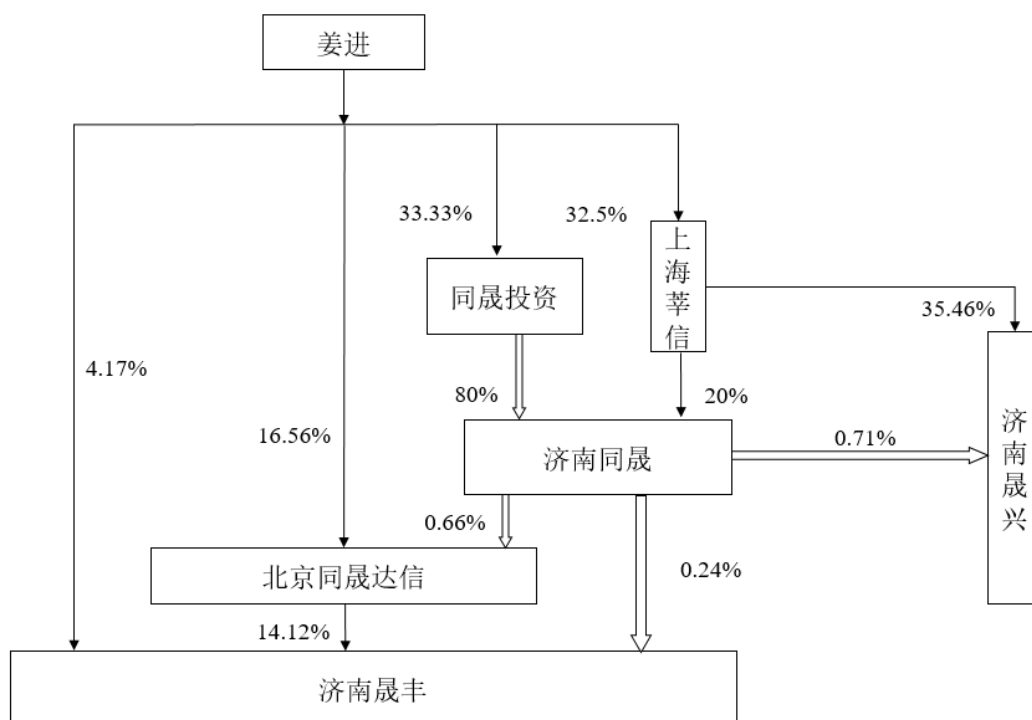 姜进
33.33%
32.5%
上海莘信
同晟投资
35.46%
4.17%
80%
20%
济南晟兴
16.56%
济南同晟
0.71%
0.66%
0.24%
北京同晟达信
14.12%
济南晟丰